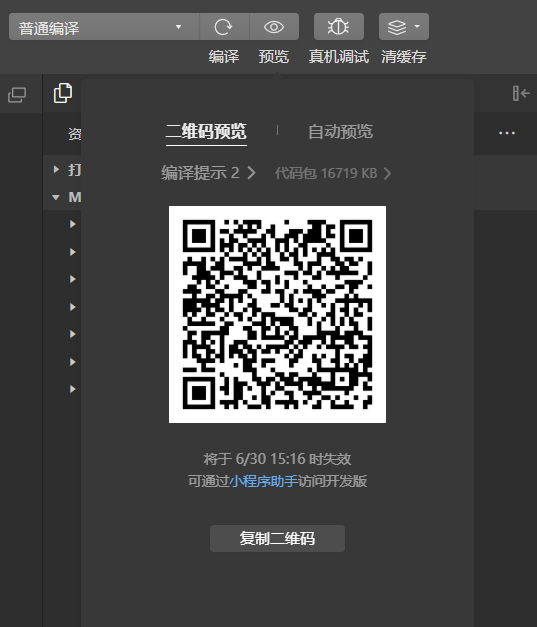 普通编译
编译 预览 真机调试 清缓存
资
二维码预览 自动预览
编译提示 2 代码包 16719 KB
打
M
将于 6/30 15:16 时失效
可通过小程序助手访问开发版
复制二维码